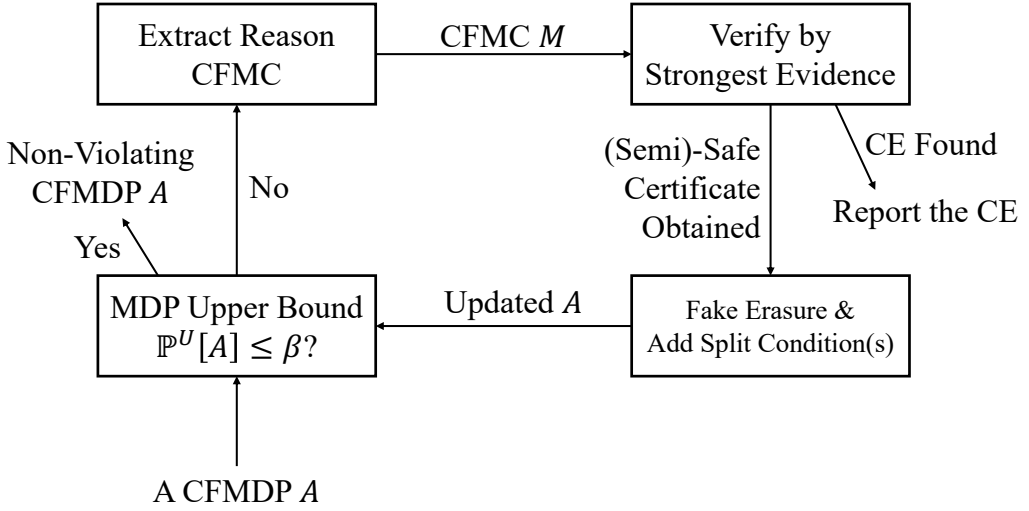 Extract Reason
CFMC
CFMC M
Verify by
Strongest Evidence
Non-Violating
CFMDP A
Yes
No
(Semi)-Safe
Certificate
Obtained
CE Found
Report the CE
MDP Upper Bound
ℙ^U[A] ≤ β?
Updated A
Fake Erasure &
Add Split Condition(s)
A CFMDP A